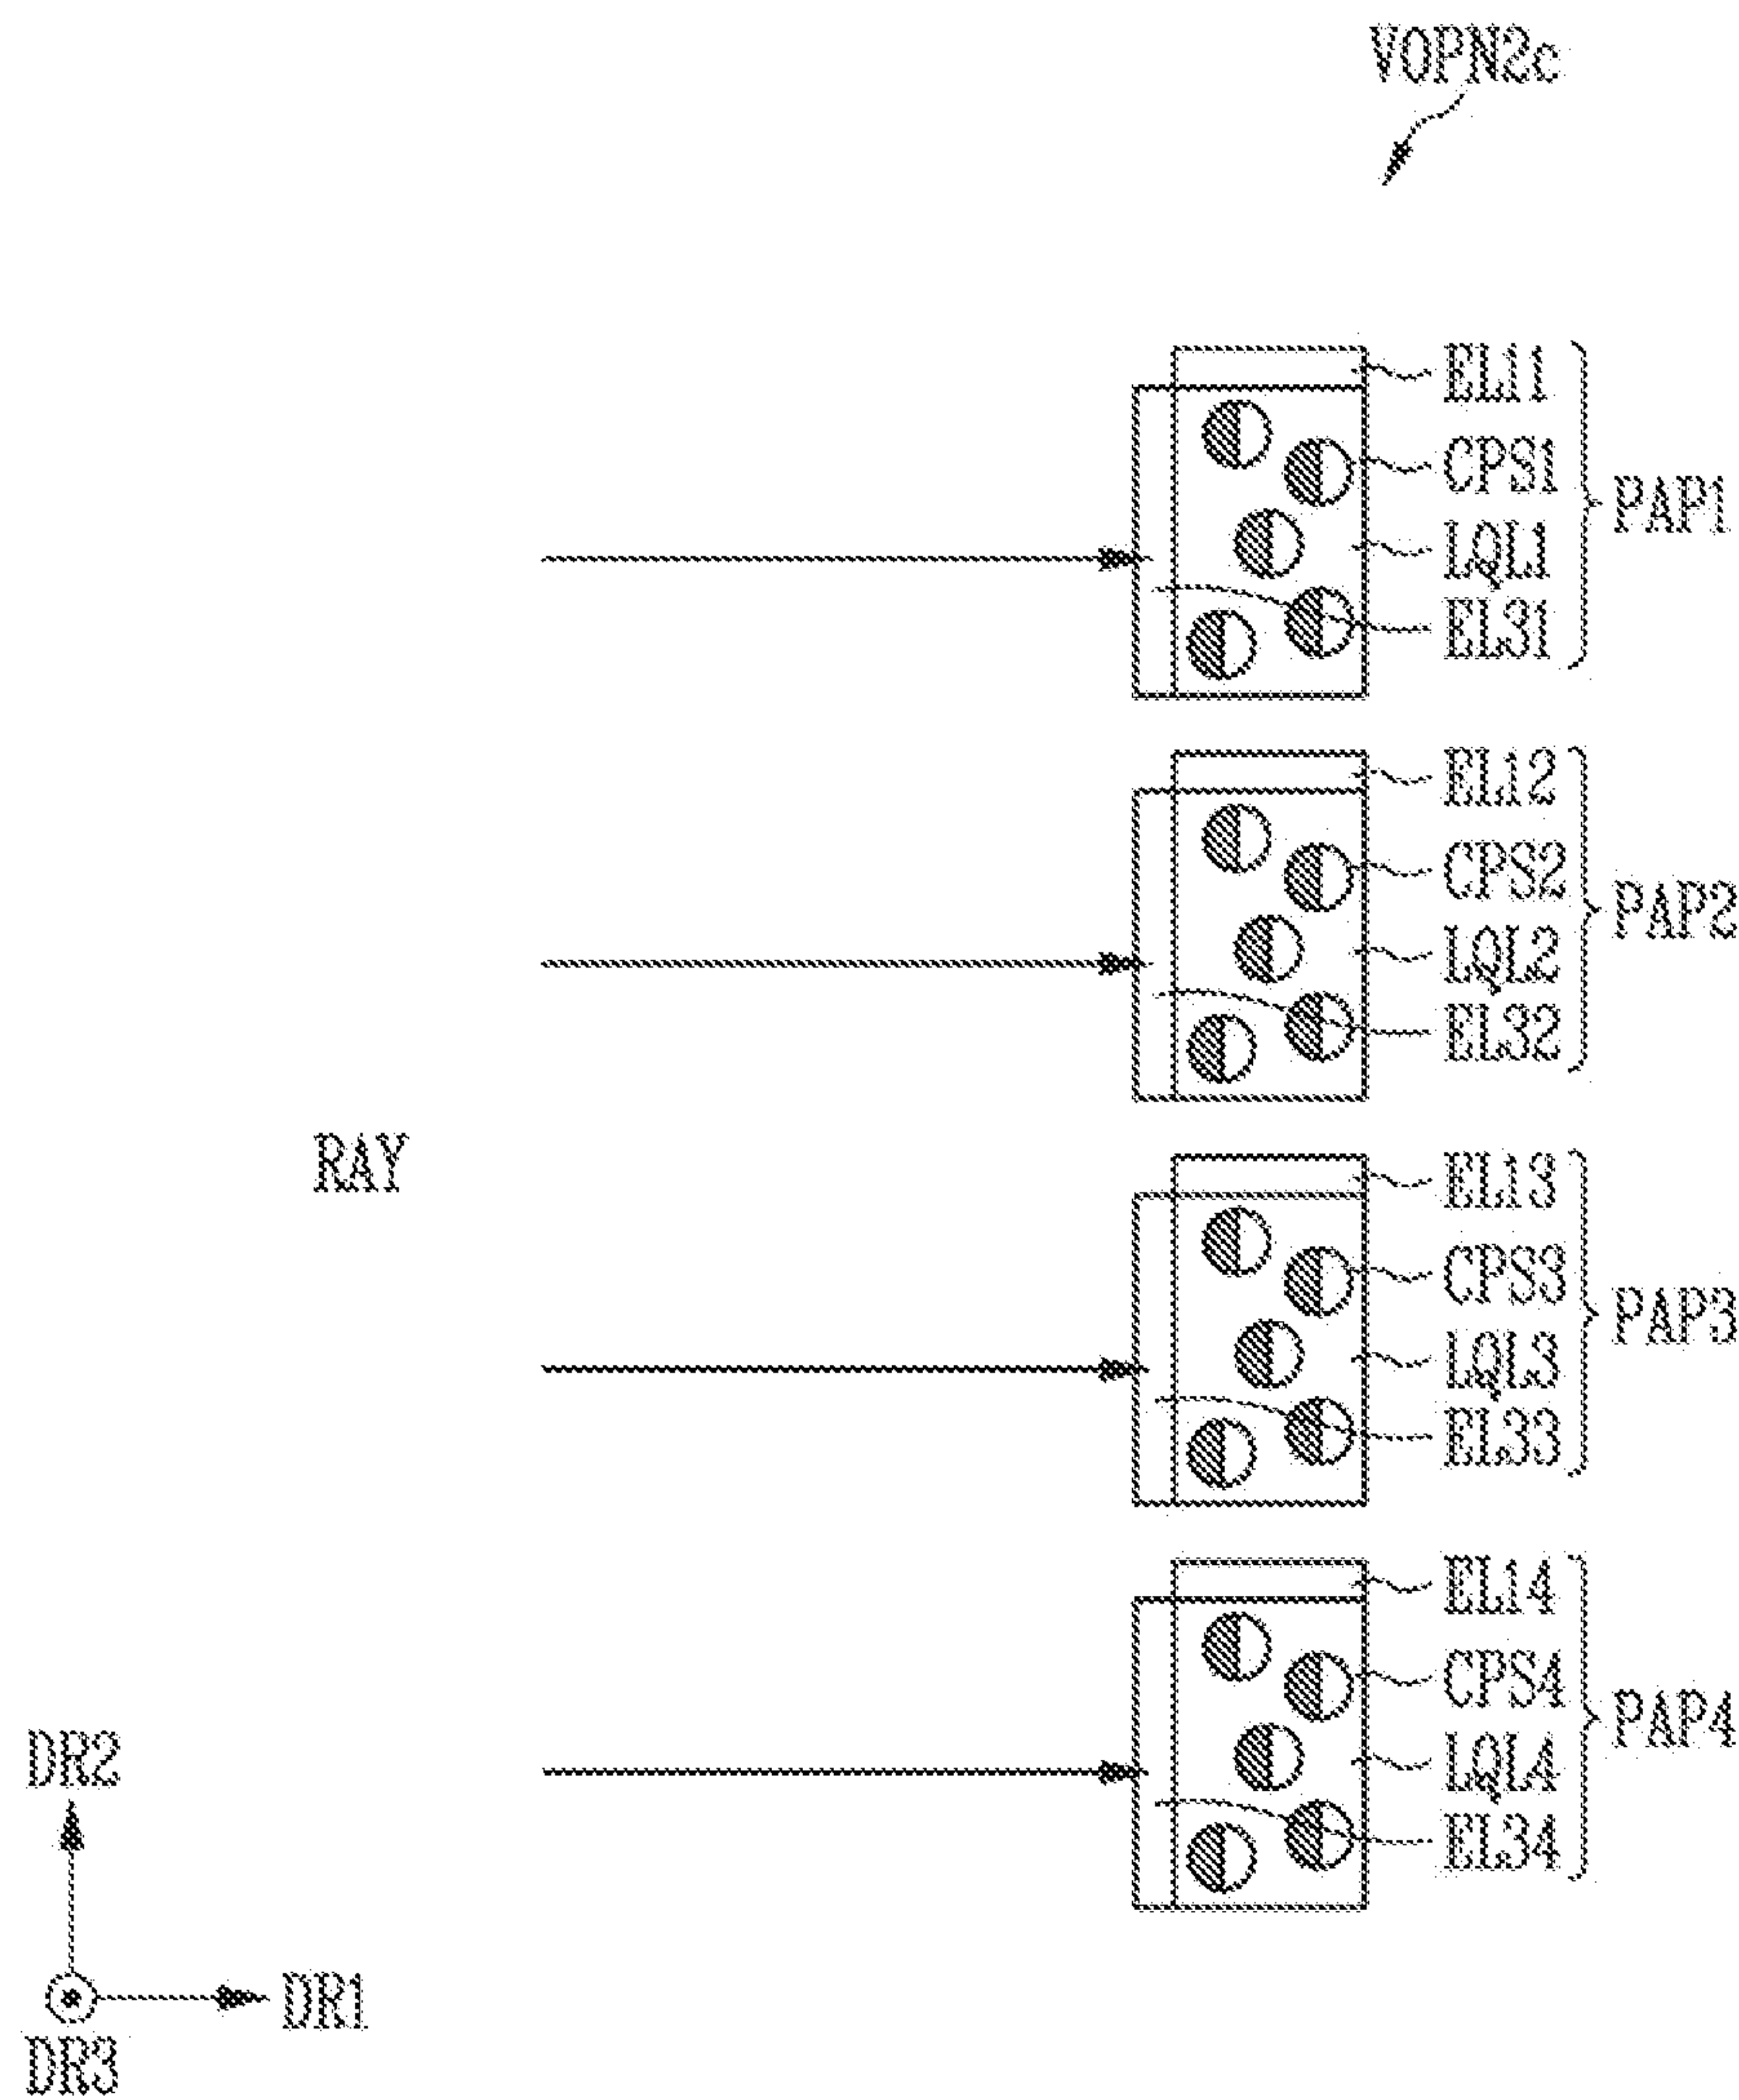 VOPN2c
EL11
CPS1
PAP1
LQL1
EL31
EL12
CPS2
PAP2
LQL2
EL32
RAY
EL13
CPS3
PAP3
LQL3
EL33
EL14
CPS4
PAP4
LQL4
EL34
DR2
DR1
DR3